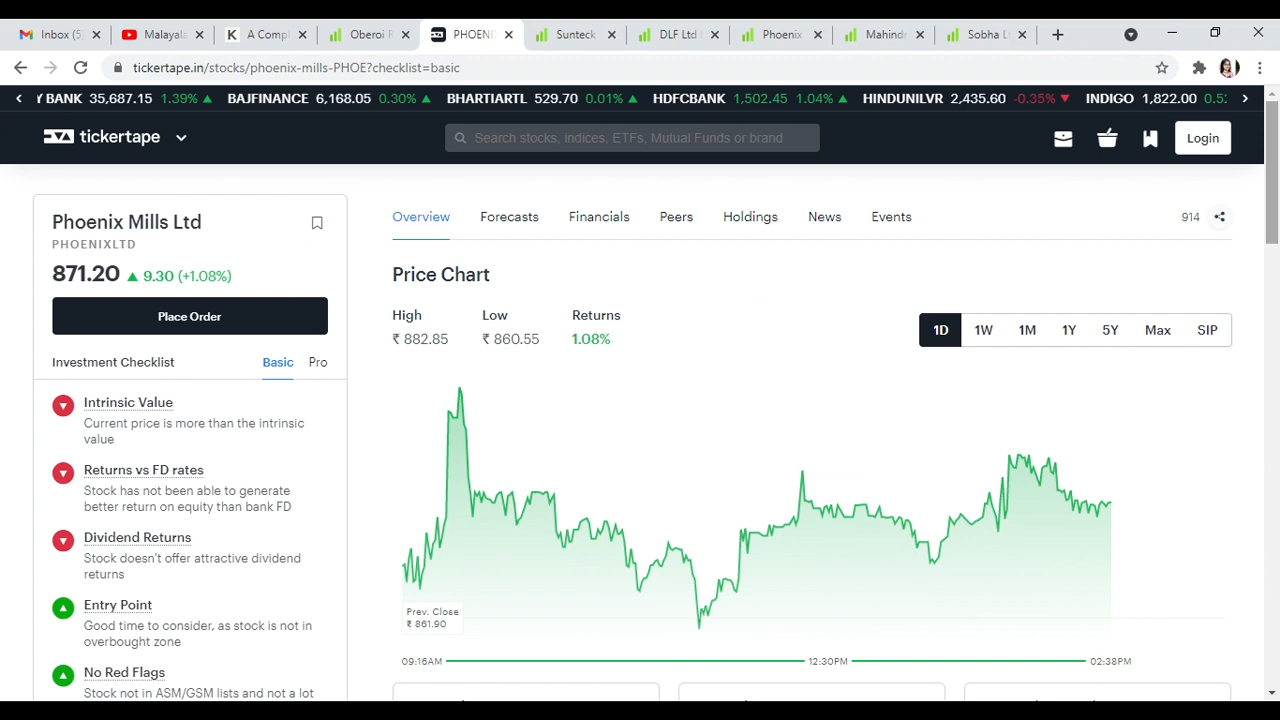 Inbox (5,
Malayala
A Compl
Oberoi R
PHOENI
Sunteck
DLF Ltd
Phoenix
Mahind
Sobha L
tickertape.in/stocks/phoenix-mills-PHOE?checklist=basic
Y BANK 35,687.15 1.39% ▲ BAJFINANCE 6,168.05 0.30% ▲ BHARTIARTL 529.70 0.01% ▲ HDFCBANK 1,502.45 1.04% ▲ HINDUNILVR 2,435.60 -0.35% ▼ INDIGO 1,822.00 0.52
tickertape
Search stocks, indices, ETFs, Mutual Funds or brand
Login
Phoenix Mills Ltd
PHOENIXLTD
871.20 ▲ 9.30 (+1.08%)
Place Order
Investment Checklist Basic Pro
Intrinsic Value
Current price is more than the intrinsic
value
Returns vs FD rates
Stock has not been able to generate
better return on equity than bank FD
Dividend Returns
Stock doesn't offer attractive dividend
returns
Entry Point
Good time to consider, as stock is not in
overbought zone
No Red Flags
Stock not in ASM/GSM lists and not a lot
Overview Forecasts Financials Peers Holdings News Events
914
Price Chart
High Low Returns
₹ 882.85 ₹ 860.55 1.08%
1D 1W 1M 1Y 5Y Max SIP
Prev. Close
₹ 861.90
09:16AM 12:30PM 02:38PM